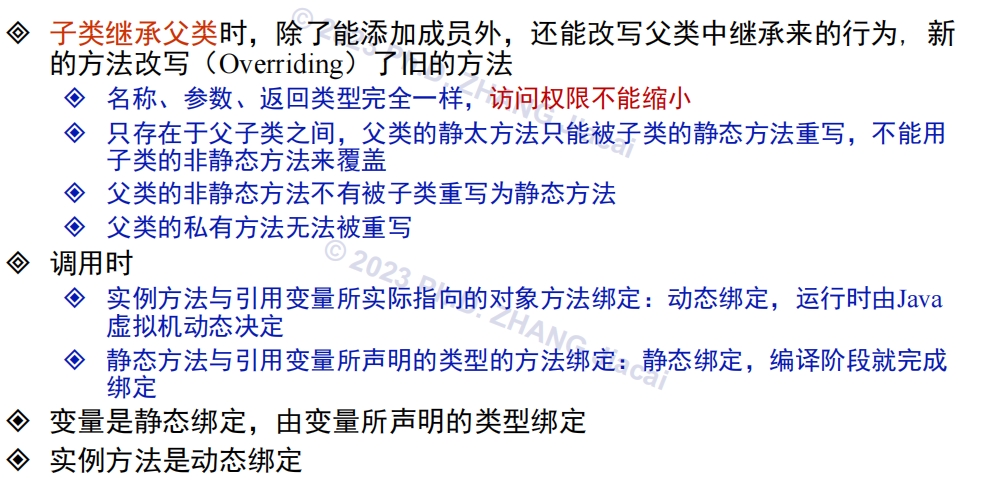 子类继承父类时，除了能添加成员外，还能改写父类中继承来的行为，新
的方法改写（Overriding）了旧的方法
名称、参数、返回类型完全一样，访问权限不能缩小
只存在于父子类之间，父类的静太方法只能被子类的静态方法重写，不能用
子类的非静态方法来覆盖
父类的非静态方法不有被子类重写为静态方法
父类的私有方法无法被重写
调用时
实例方法与引用变量所实际指向的对象方法绑定：动态绑定，运行时由Java
虚拟机动态决定
静态方法与引用变量所声明的类型的方法绑定：静态绑定，编译阶段就完成
绑定
变量是静态绑定，由变量所声明的类型绑定
实例方法是动态绑定
© 2023 Ph.D. ZHANG Jiacai
© 2023 Ph.D. ZHANG Jiacai